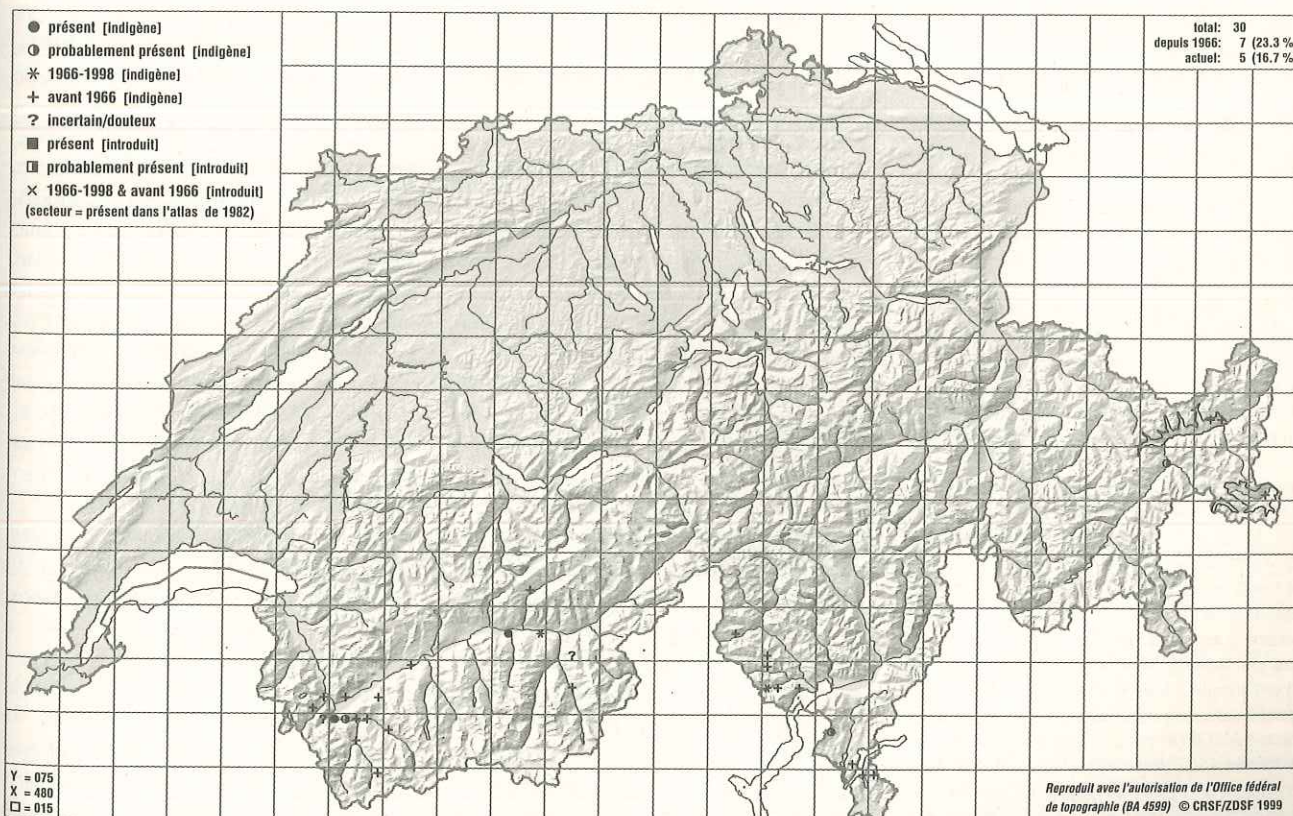 présent [indigène]
probablement présent [indigène]
1966-1998 [indigène]
avant 1966 [indigène]
? incertain/douteux
présent [introduit]
probablement présent [introduit]
1966-1998 & avant 1966 [introduit]
(secteur = présent dans l'atlas de 1982)
total: 30
depuis 1966: 7 (23.3 %
actuel: 5 (16.7 %
?
?
Y = 075
X = 480
□ = 015
Reproduit avec l'autorisation de l'Office fédéral
de topographie (BA 4599) © CRSF/ZDSF 1999